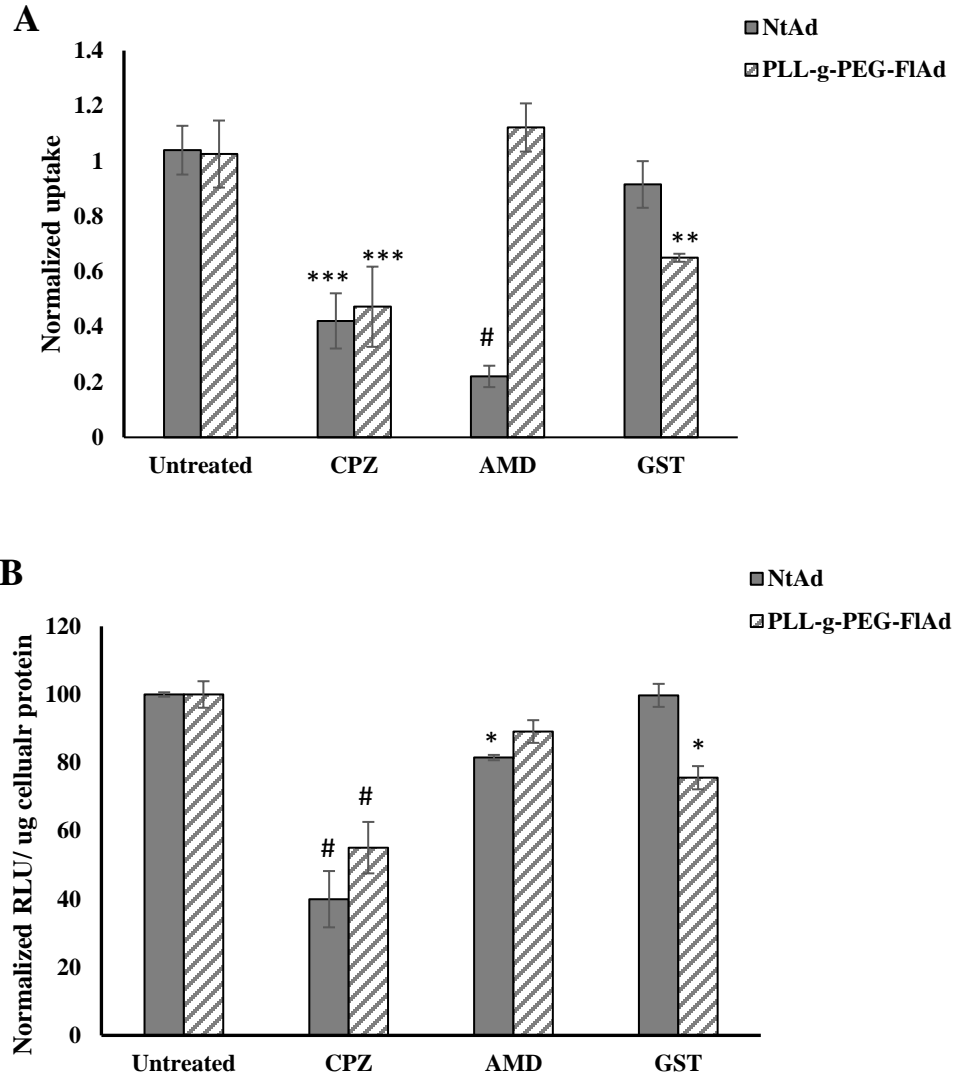 A
NtAd
PLL-g-PEG-FlAd
Normalized uptake
1.4
1.2
1
0.8
0.6
0.4
0.2
0
***
***
#
**
Untreated
CPZ
AMD
GST
B
NtAd
PLL-g-PEG-FlAd
Normalized RLU/ ug cellualr protein
120
100
80
60
40
20
0
#
#
*
*
Untreated
CPZ
AMD
GST